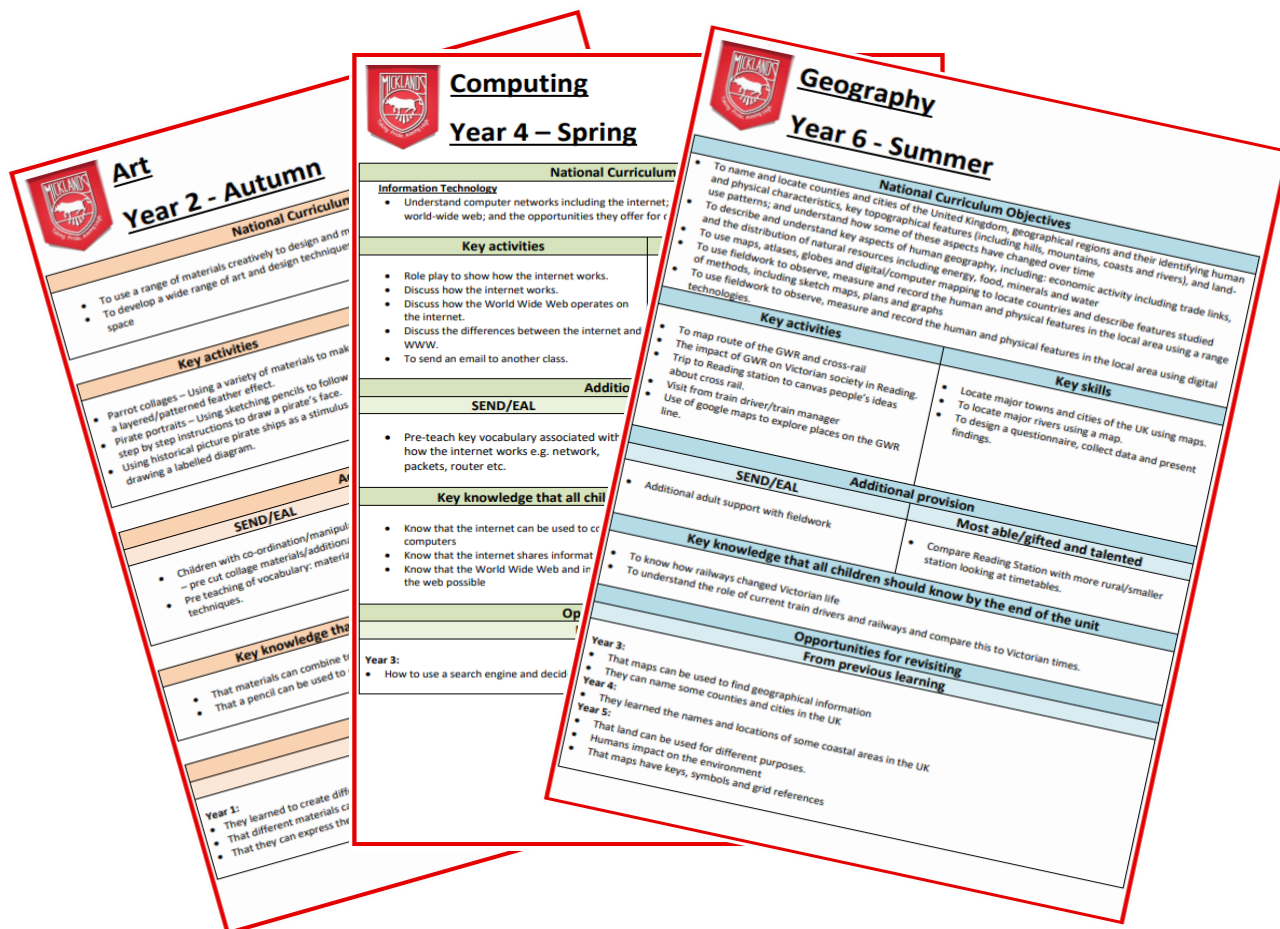 MICKLANDS
Art
Year 2 - Autumn
National Curriculum
To use a range of materials creatively to design and m
To develop a wide range of art and design techniques
space
Key activities
Parrot collages – Using a variety of materials to mak
a layered/patterned feather effect.
Pirate portraits – Using sketching pencils to follow
step by step instructions to draw a pirate's face.
Using historical picture pirate ships as a stimulus
drawing a labelled diagram.
A
SEND/EAL
Children with co-ordination/manipul
– pre cut collage materials/additiona
Pre teaching of vocabulary: materia
techniques.
Key knowledge tha
That materials can combine t
That a pencil can be used to
Year 1:
They learned to create diff
That different materials ca
That they can express the
MICKLANDS
Taking Pride, Aiming High
Computing
Year 4 – Spring
National Curriculum
Information Technology
Understand computer networks including the internet;
world-wide web; and the opportunities they offer for c
Key activities
Role play to show how the internet works.
Discuss how the internet works.
Discuss how the World Wide Web operates on
the internet.
Discuss the differences between the internet and
WWW.
To send an email to another class.
Additio
SEND/EAL
Pre-teach key vocabulary associated with
how the internet works e.g. network,
packets, router etc.
Key knowledge that all chil
Know that the internet can be used to co
computers
Know that the internet shares informat
Know that the World Wide Web and in
the web possible
Op
Year 3:
How to use a search engine and decid
MICKLANDS
Taking Pride, Aiming High
Geography
Year 6 - Summer
National Curriculum Objectives
To name and locate counties and cities of the United Kingdom, geographical regions and their identifying human
and physical characteristics, key topographical features (including hills, mountains, coasts and rivers), and land-
use patterns; and understand how some of these aspects have changed over time
To describe and understand key aspects of human geography, including: economic activity including trade links,
and the distribution of natural resources including energy, food, minerals and water
To use maps, atlases, globes and digital/computer mapping to locate countries and describe features studied
To use fieldwork to observe, measure and record the human and physical features in the local area using a range
of methods, including sketch maps, plans and graphs
To use fieldwork to observe, measure and record the human and physical features in the local area using digital
technologies.
Key activities
To map route of the GWR and cross-rail
The impact of GWR on Victorian society in Reading.
Trip to Reading station to canvas people's ideas
about cross rail.
Visit from train driver/train manager
Use of google maps to explore places on the GWR
line.
Key skills
Locate major towns and cities of the UK using maps.
To locate major rivers using a map.
To design a questionnaire, collect data and present
findings.
Additional provision
SEND/EAL
Additional adult support with fieldwork
Most able/gifted and talented
Compare Reading Station with more rural/smaller
station looking at timetables.
Key knowledge that all children should know by the end of the unit
To know how railways changed Victorian life
To understand the role of current train drivers and railways and compare this to Victorian times.
Opportunities for revisiting
From previous learning
Year 3:
That maps can be used to find geographical information
They can name some counties and cities in the UK
Year 4:
They learned the names and locations of some coastal areas in the UK
Year 5:
That land can be used for different purposes.
Humans impact on the environment
That maps have keys, symbols and grid references